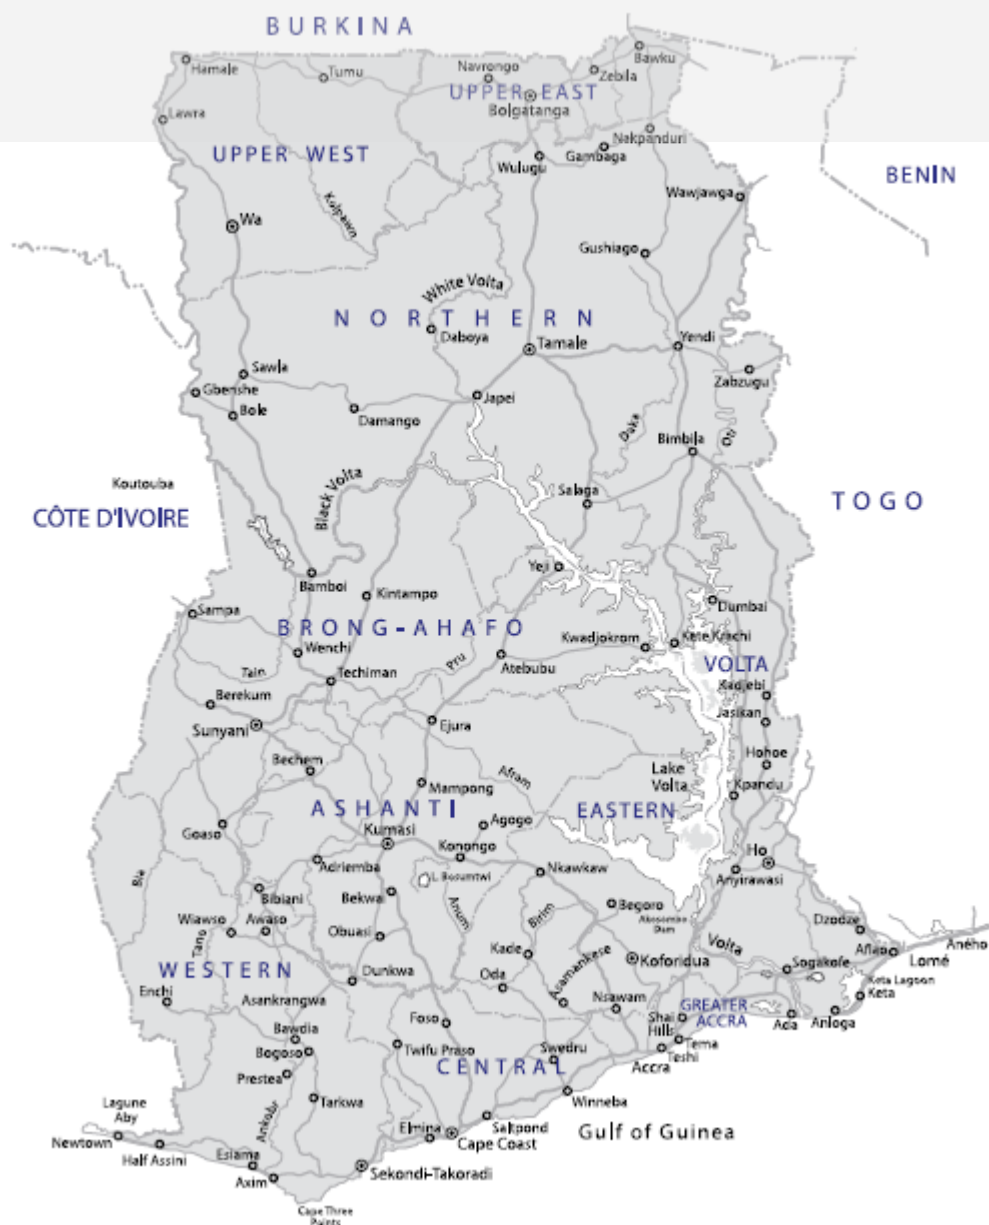 BURKINA
Hamale
Tumu
Navrongo
Zebila
Bawku
UPPER EAST
Bolgatanga
Lawra
UPPER WEST
Wulugu
Gambaga
Nakpanduri
BENIN
Wawjawga
Kolpawn
Wa
Gushiago
White Volta
NORTHERN
Daboya
Tamale
Yendi
Zabzugu
Sawla
Gbenshe
Bole
Damango
Japei
Daka
Oti
Bimbila
Koutouba
CÔTE D'IVOIRE
Black Volta
Salaga
TOGO
Bamboi
Kintampo
Yeji
Dumbai
Sampa
BRONG-AHAFO
Kwadjokrom
Kete Krachi
Wenchi
Tain
Techiman
Pru
Atebubu
VOLTA
Kadjebi
Berekum
Sunyani
Ejura
Jasikan
Bechem
Hohoe
Afram
Lake
Volta
Mampong
Kpandu
ASHANTI
EASTERN
Agogo
Goaso
Kumasi
Konongo
Ho
Adriemba
Nkawkaw
Anyirawasi
Bia
L. Bosumtwi
Bibiani
Bekwai
Anum
Birim
Begoro
Akosombo
Dam
Wiawso
Awaso
Tano
Obuasi
Dzodze
Volta
Kade
Aflao
Lomé
Aného
WESTERN
Dunkwa
Oda
Asamankese
Koforidua
Sogakofe
Keta Lagoon
Keta
Enchi
Asankrangwa
Nsawam
GREATER
ACCRA
Shai
Hills
Ada
Anloga
Foso
Bawdia
Bogoso
Twifu Praso
Swedru
Tema
Teshi
Accra
CENTRAL
Prestea
Tarkwa
Winneba
Lagune
Aby
Ankobr
Elmina
Saltpond
Gulf of Guinea
Newtown
Half Assini
Cape Coast
Esiama
Axim
Sekondi-Takoradi
Cape Three
Points